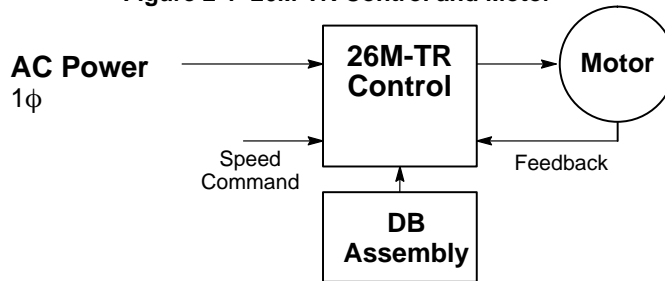 Figure 2-1 26M-TR Control and Motor
AC Power
1ϕ
26M-TR
Control
Motor
Speed
Command
Feedback
DB
Assembly